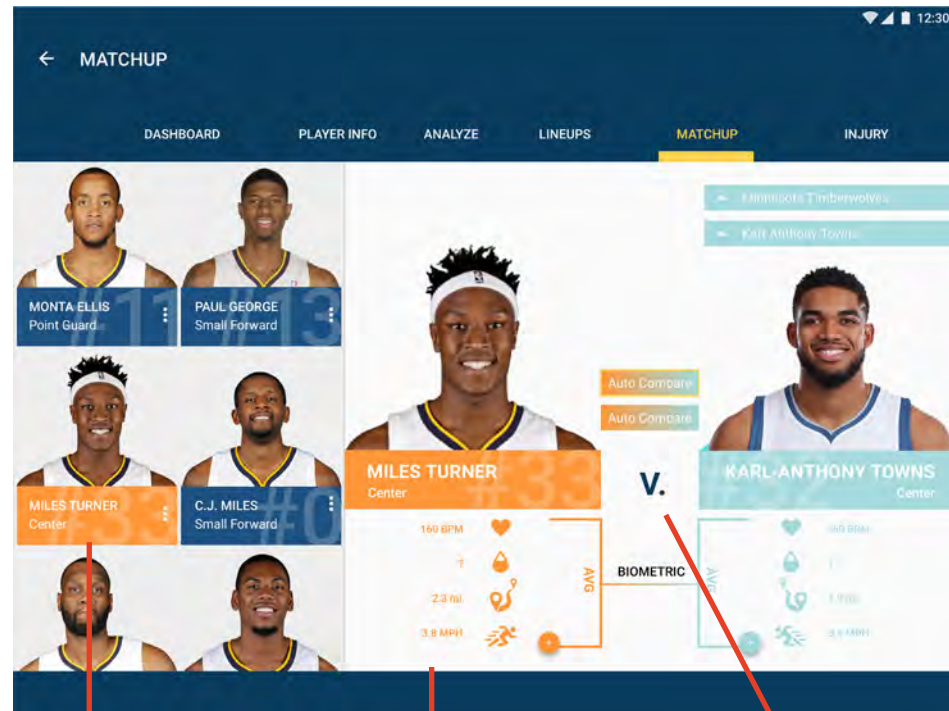 12:30
MATCHUP
DASHBOARD PLAYER INFO ANALYZE LINEUPS MATCHUP INJURY
Minnesota Timberwolves
Karl Anthony Towns
#11
MONTA ELLIS
Point Guard
#13
PAUL GEORGE
Small Forward
#33
MILES TURNER
Center
#0
C.J. MILES
Small Forward
Auto Compare
Auto Compare
#33
MILES TURNER
Center
V.
KARL-ANTHONY TOWNS
Center
160 BPM
°F
2.3 mi
3.8 MPH
AVG
BIOMETRIC
AVG